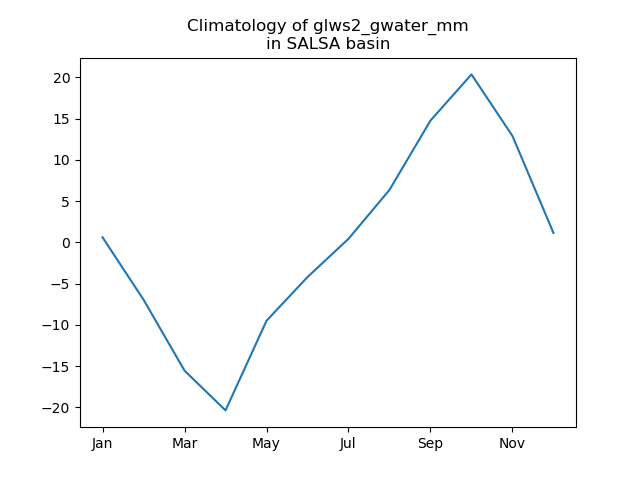 Climatology of glws2_gwater_mm
in SALSA basin
20
15
10
5
0
−5
−10
−15
−20
Jan
Mar
May
Jul
Sep
Nov